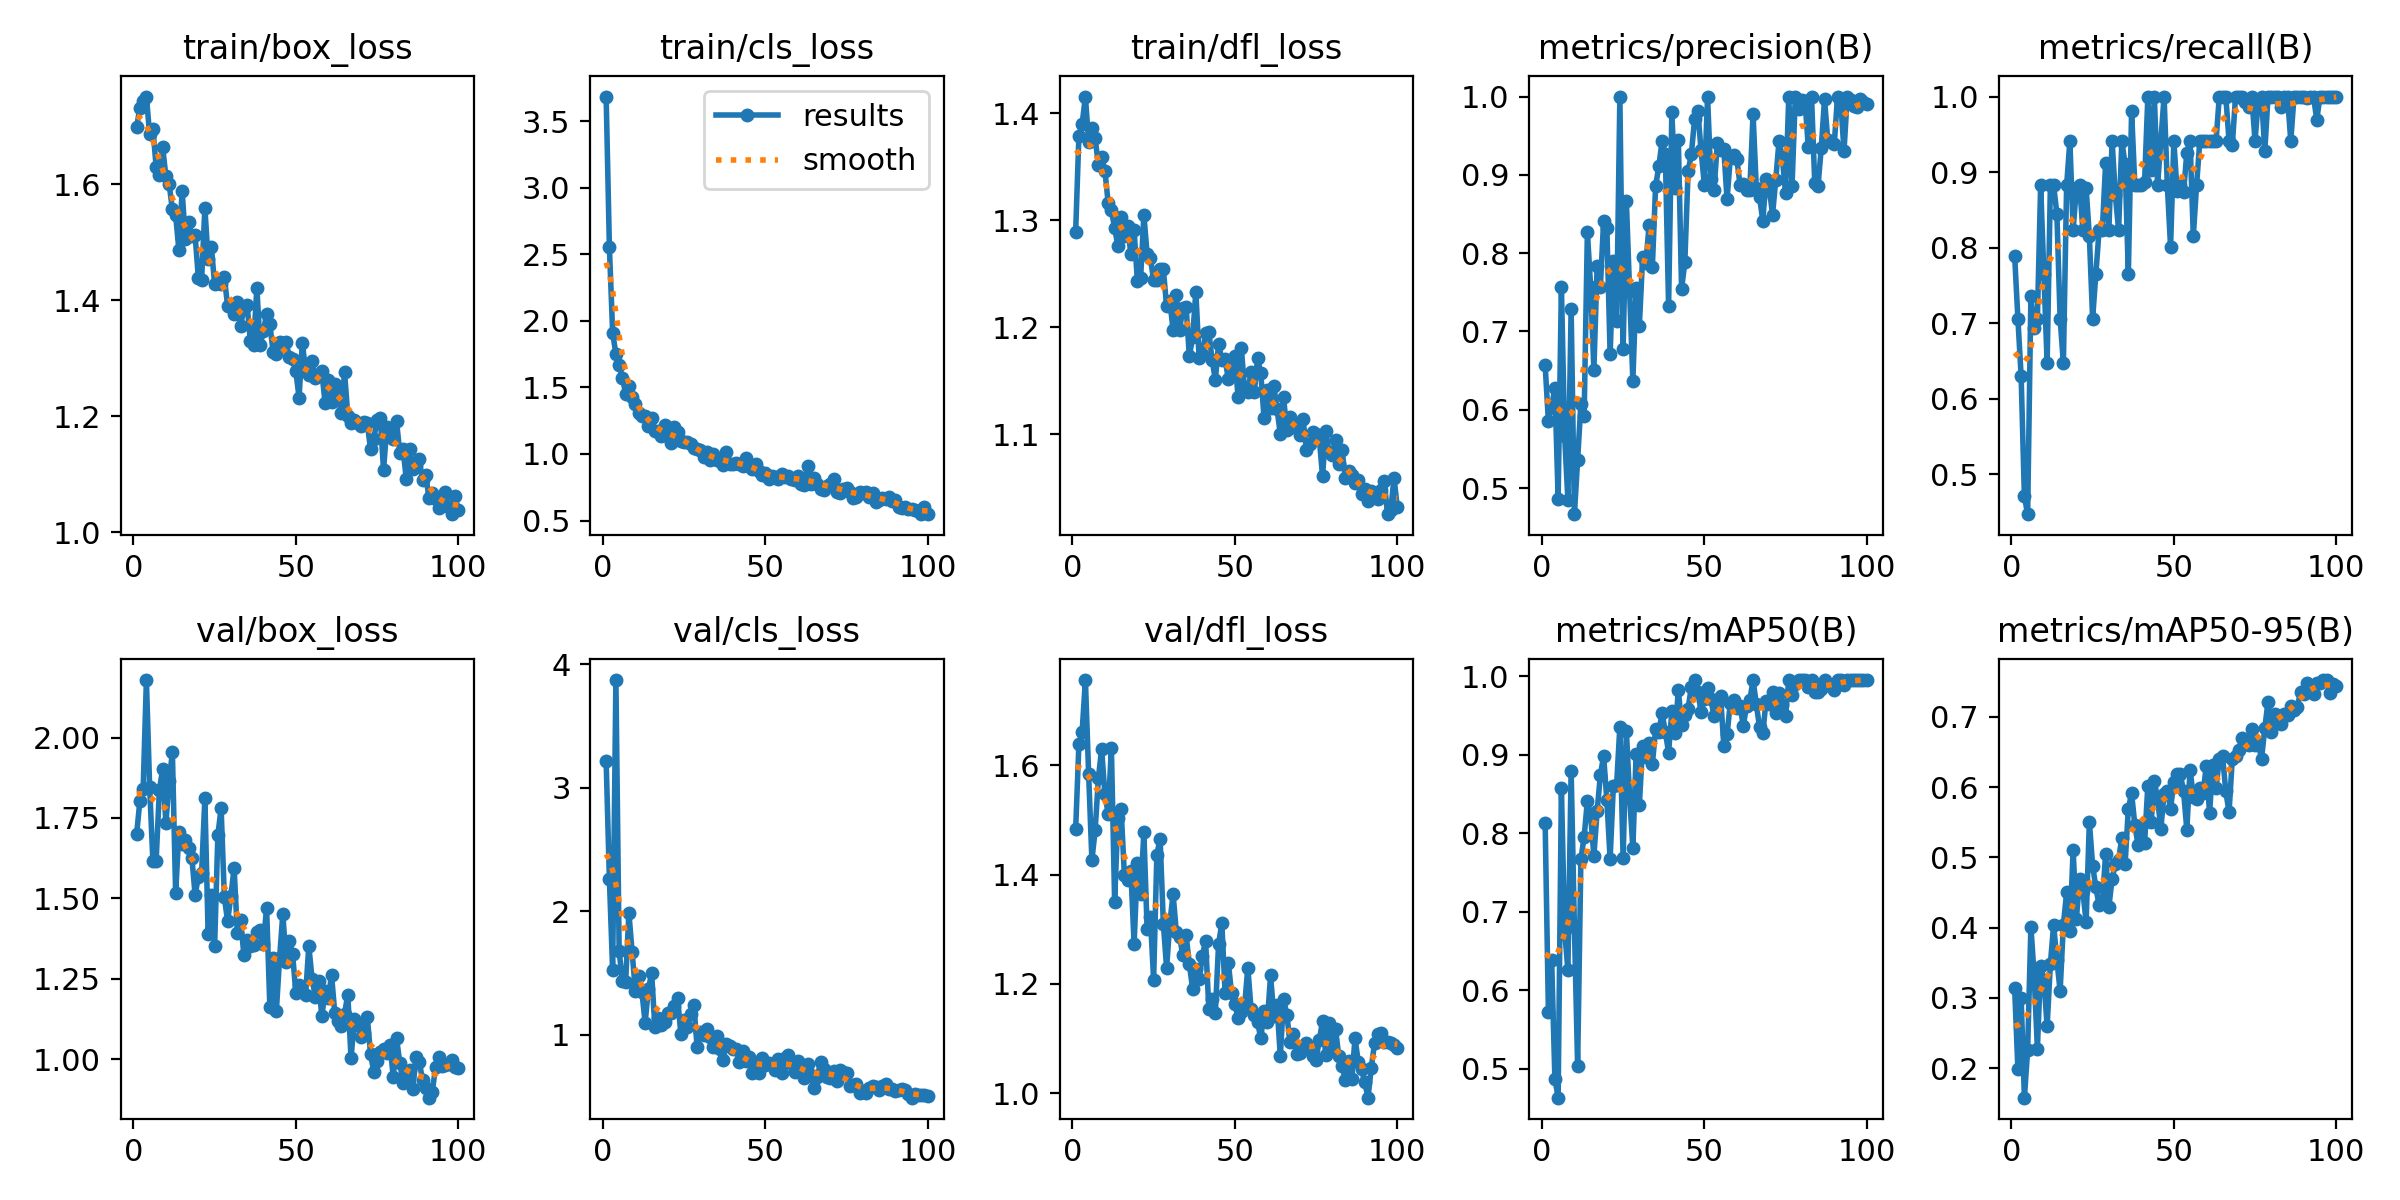 train/box_loss
1.6
1.4
1.2
1.0
0 50 100
train/cls_loss
results
smooth
3.5
3.0
2.5
2.0
1.5
1.0
0.5
0 50 100
train/dfl_loss
1.4
1.3
1.2
1.1
0 50 100
metrics/precision(B)
1.0
0.9
0.8
0.7
0.6
0.5
0 50 100
metrics/recall(B)
1.0
0.9
0.8
0.7
0.6
0.5
0 50 100
val/box_loss
2.00
1.75
1.50
1.25
1.00
0 50 100
val/cls_loss
4
3
2
1
0 50 100
val/dfl_loss
1.6
1.4
1.2
1.0
0 50 100
metrics/mAP50(B)
1.0
0.9
0.8
0.7
0.6
0.5
0 50 100
metrics/mAP50-95(B)
0.7
0.6
0.5
0.4
0.3
0.2
0 50 100